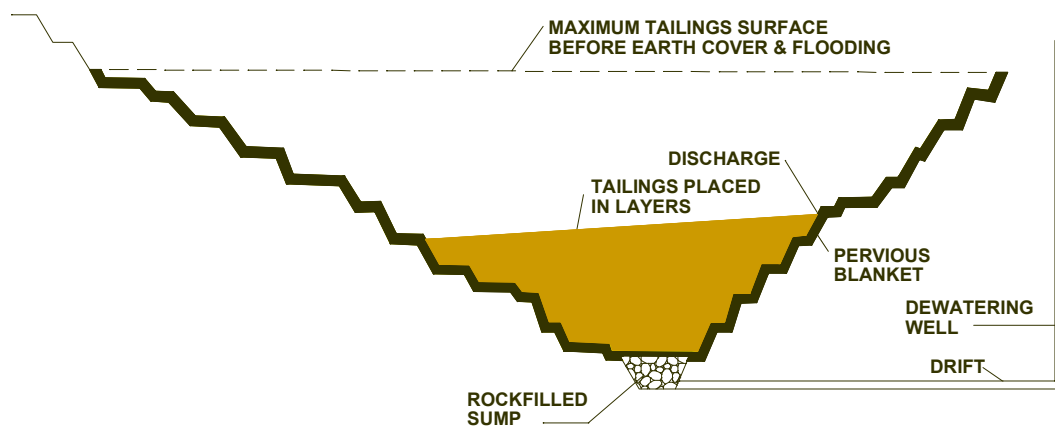 MAXIMUM TAILINGS SURFACE
BEFORE EARTH COVER & FLOODING
DISCHARGE
TAILINGS PLACED
IN LAYERS
PERVIOUS
BLANKET
DEWATERING
WELL
DRIFT
ROCKFILLED
SUMP